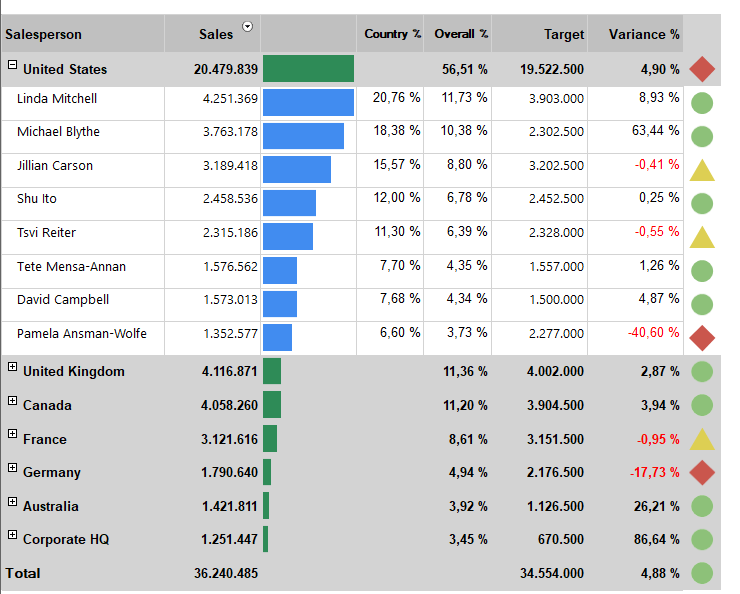 Salesperson Sales Country % Overall % Target Variance %
United States 20.479.839 56,51 % 19.522.500 4,90 %
Linda Mitchell 4.251.369 20,76 % 11,73 % 3.903.000 8,93 %
Michael Blythe 3.763.178 18,38 % 10,38 % 2.302.500 63,44 %
Jillian Carson 3.189.418 15,57 % 8,80 % 3.202.500 -0,41 %
Shu Ito 2.458.536 12,00 % 6,78 % 2.452.500 0,25 %
Tsvi Reiter 2.315.186 11,30 % 6,39 % 2.328.000 -0,55 %
Tete Mensa-Annan 1.576.562 7,70 % 4,35 % 1.557.000 1,26 %
David Campbell 1.573.013 7,68 % 4,34 % 1.500.000 4,87 %
Pamela Ansman-Wolfe 1.352.577 6,60 % 3,73 % 2.277.000 -40,60 %
United Kingdom 4.116.871 11,36 % 4.002.000 2,87 %
Canada 4.058.260 11,20 % 3.904.500 3,94 %
France 3.121.616 8,61 % 3.151.500 -0,95 %
Germany 1.790.640 4,94 % 2.176.500 -17,73 %
Australia 1.421.811 3,92 % 1.126.500 26,21 %
Corporate HQ 1.251.447 3,45 % 670.500 86,64 %
Total 36.240.485 34.554.000 4,88 %